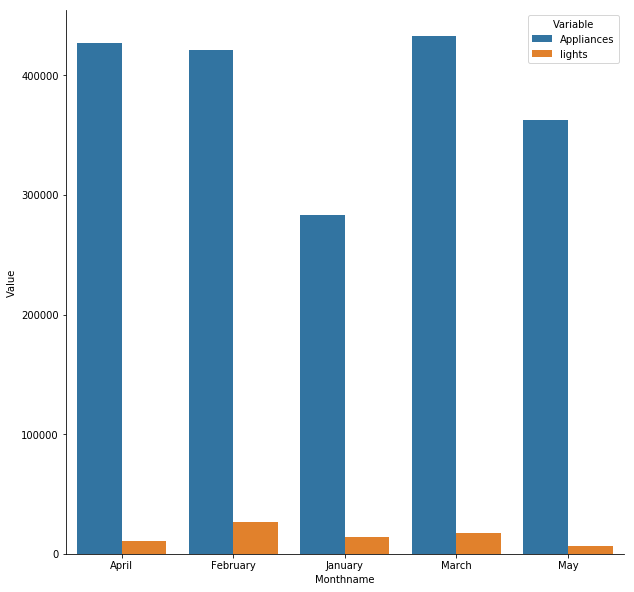 Variable
Appliances
lights
400000
300000
200000
100000
0
Value
April February January March May
Monthname